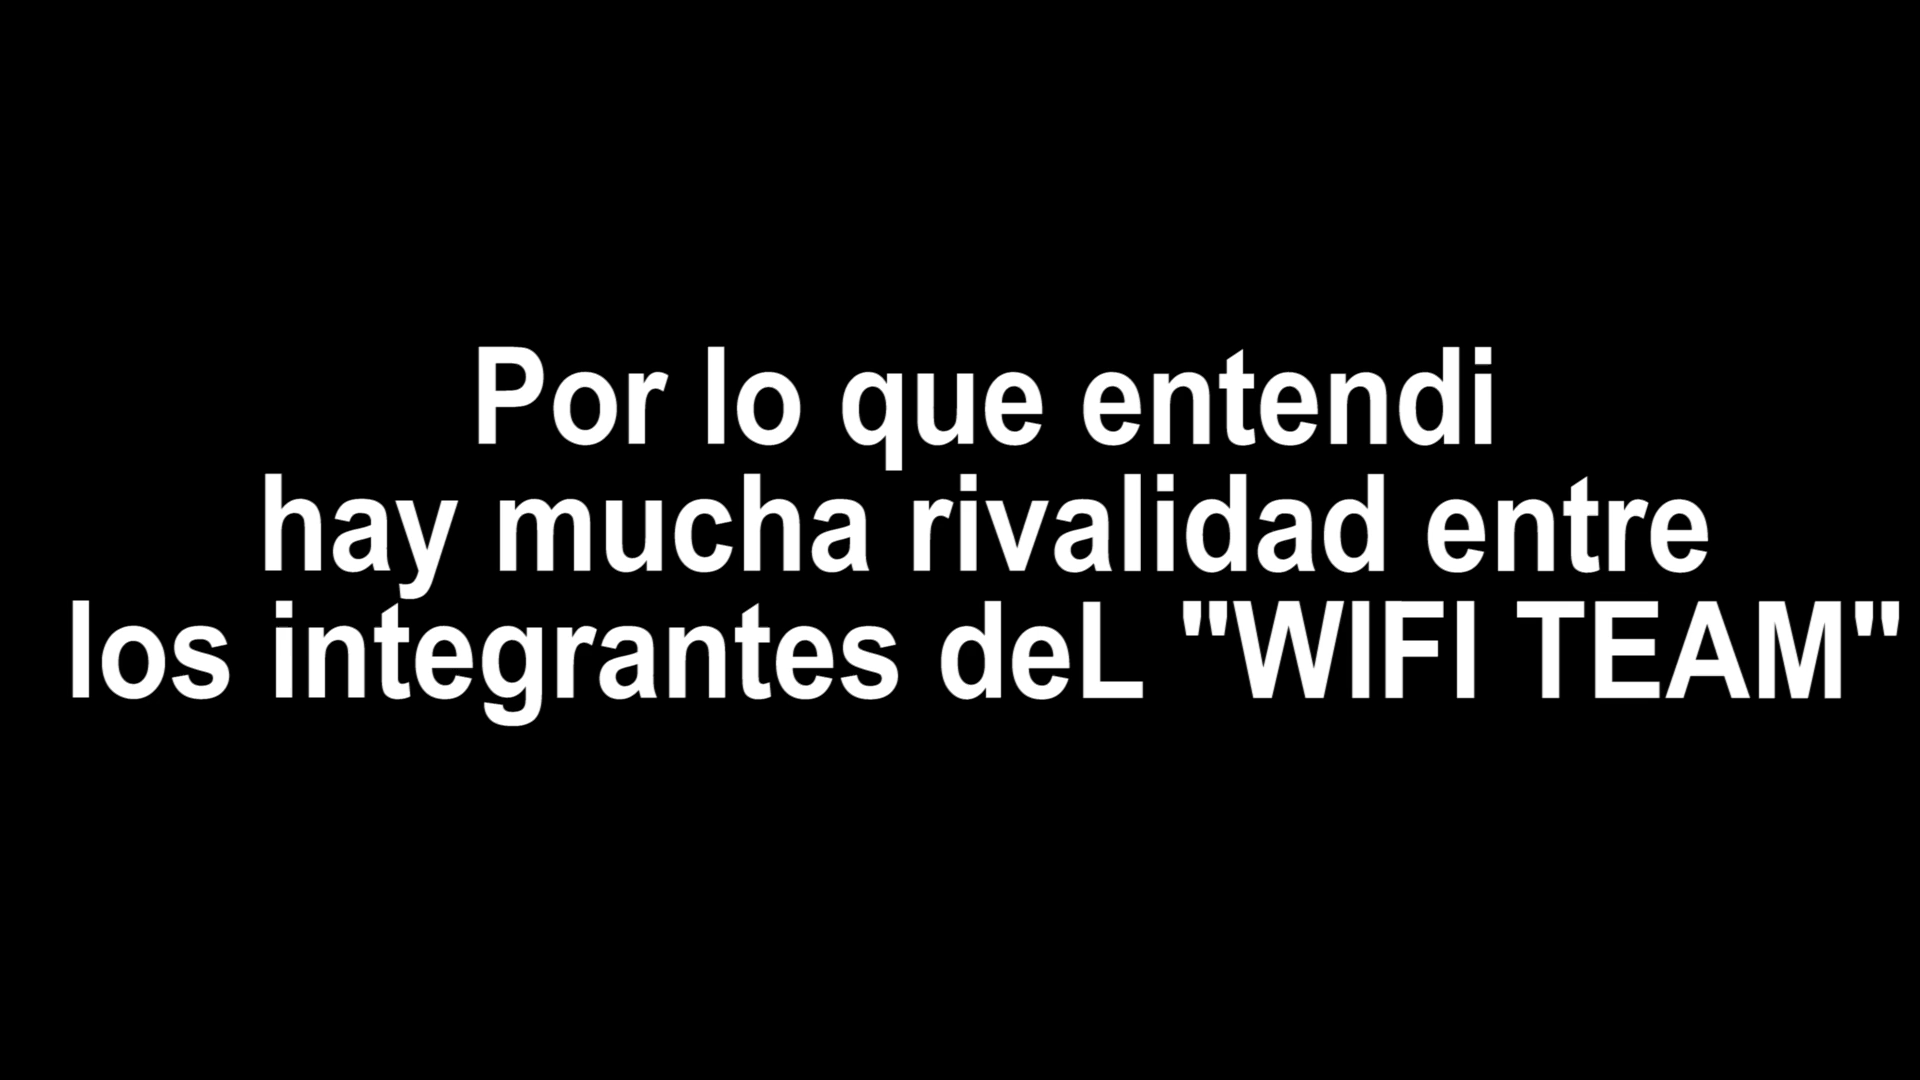 Por lo que entendi
hay mucha rivalidad entre
los integrantes deL "WIFI TEAM"